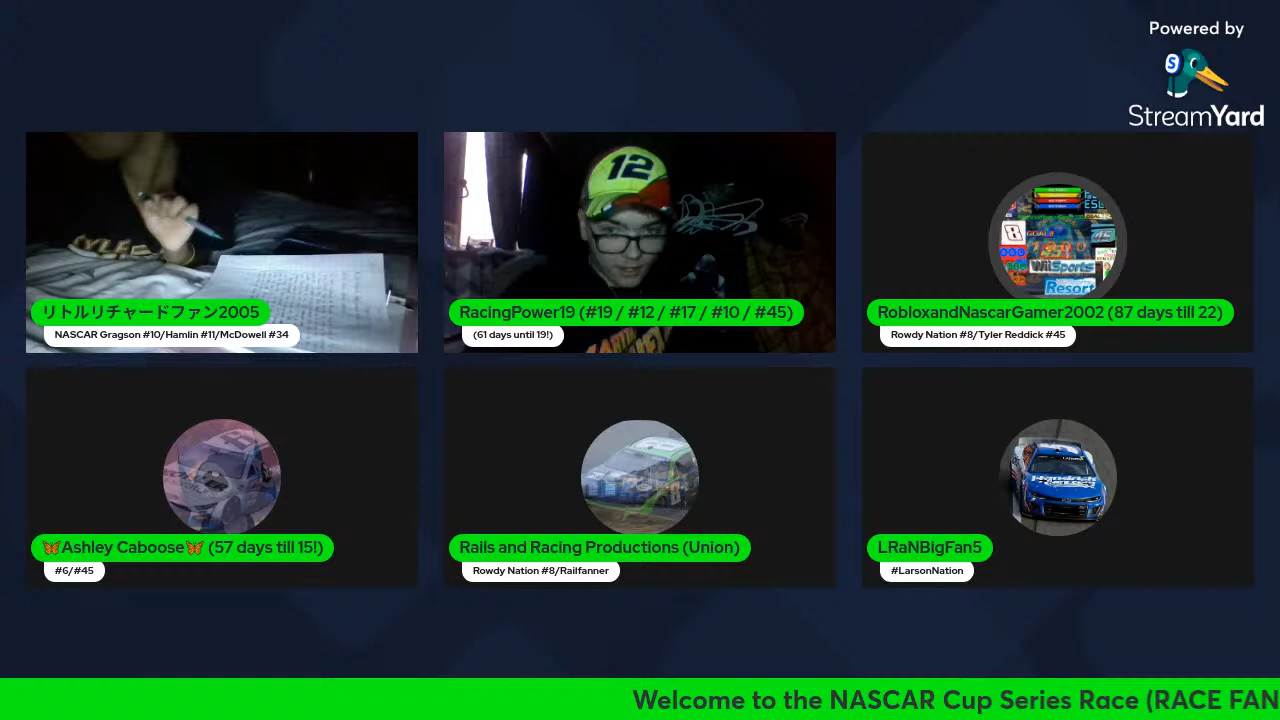 Powered by
S
StreamYard
12
リトルリチャードファン2005
NASCAR Gragson #10/Hamlin #11/McDowell #34
RacingPower19 (#19 / #12 / #17 / #10 / #45)
(61 days until 19!)
WilSports
Resort
RobloxandNascarGamer2002 (87 days till 22)
Rowdy Nation #8/Tyler Reddick #45
🦋Ashley Caboose🦋 (57 days till 15!)
#6/#45
Rails and Racing Productions (Union)
Rowdy Nation #8/Railfanner
LRaNBigFan5
#LarsonNation
Welcome to the NASCAR Cup Series Race (RACE FAN